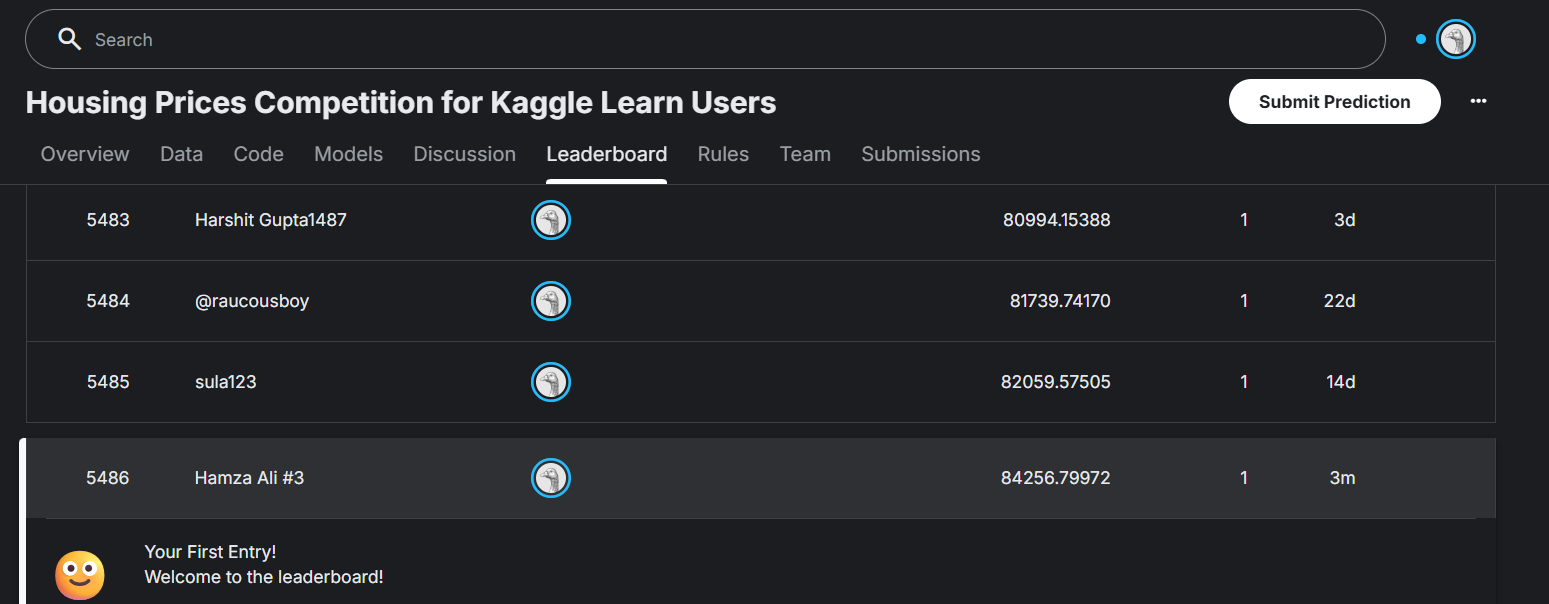 Search
Housing Prices Competition for Kaggle Learn Users
Submit Prediction
Overview Data Code Models Discussion Leaderboard Rules Team Submissions
5483 Harshit Gupta1487 80994.15388 1 3d
5484 @raucousboy 81739.74170 1 22d
5485 sula123 82059.57505 1 14d
5486 Hamza Ali #3 84256.79972 1 3m
Your First Entry!
Welcome to the leaderboard!